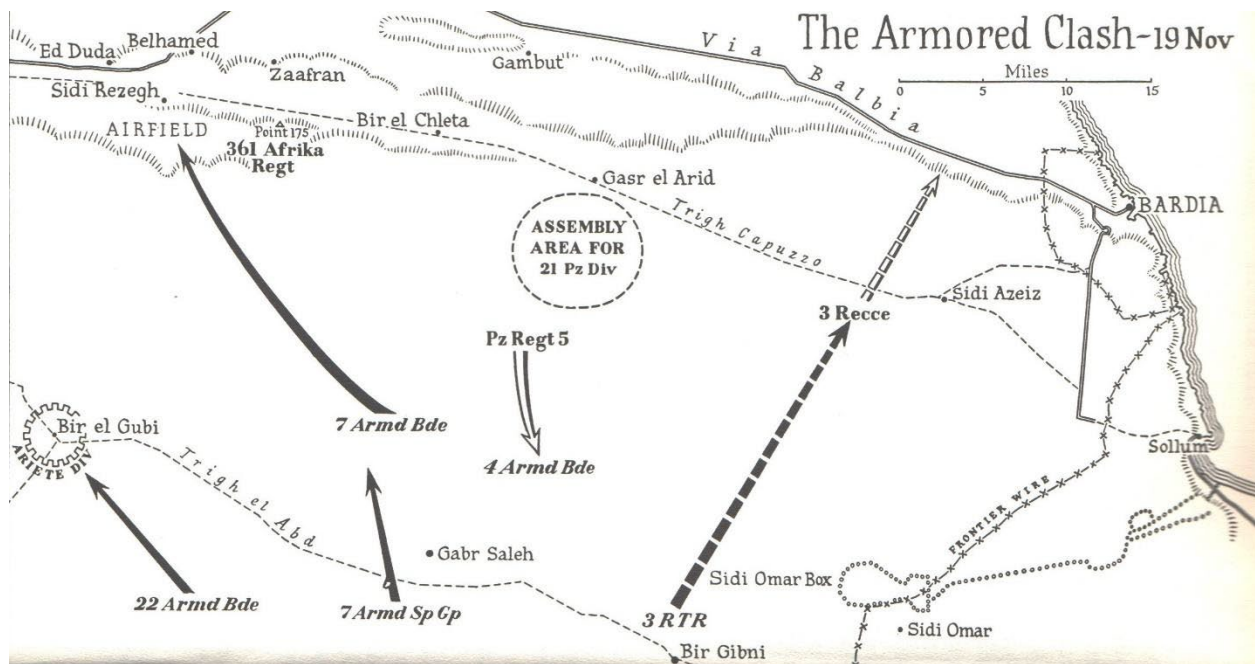 The Armored Clash-19 Nov
Miles
0 5 10 15
Via Balbia
Ed Duda
Belhamed
Zaafran
Gambut
Sidi Rezegh
AIRFIELD
Point 175
361 Afrika
Regt
Bir el Chleta
Gasr el Arid
Trigh Capuzzo
BARDIA
ASSEMBLY
AREA FOR
21 Pz Div
Sidi Azeiz
3 Recce
Pz Regt 5
Bir el Gubi
ARIETE DIV
7 Armd Bde
4 Armd Bde
Sollum
Trigh el Abd
FRONTIER WIRE
Gabr Saleh
22 Armd Bde
7 Armd Sp Gp
3 RTR
Sidi Omar Box
Sidi Omar
Bir Gibni